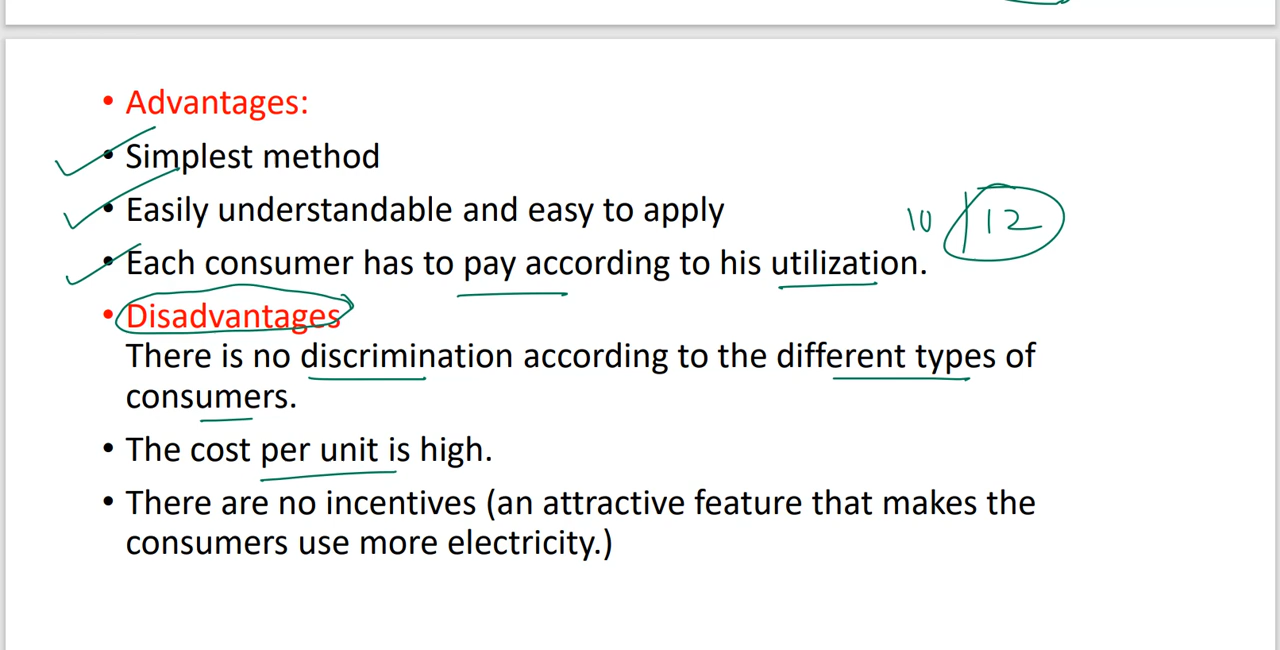 • Advantages:
• Simplest method
• Easily understandable and easy to apply
10 12
• Each consumer has to pay according to his utilization.
• Disadvantages
There is no discrimination according to the different types of
consumers.
• The cost per unit is high.
• There are no incentives (an attractive feature that makes the
consumers use more electricity.)